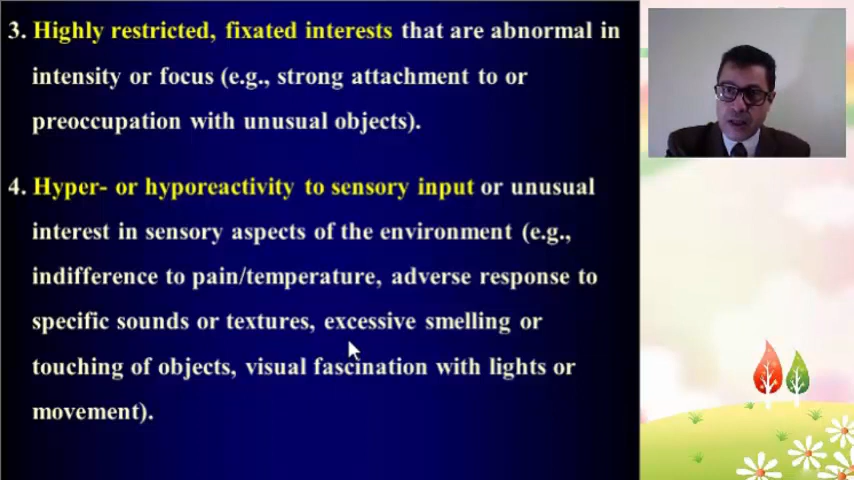 3. Highly restricted, fixated interests that are abnormal in
intensity or focus (e.g., strong attachment to or
preoccupation with unusual objects).
4. Hyper- or hyporeactivity to sensory input or unusual
interest in sensory aspects of the environment (e.g.,
indifference to pain/temperature, adverse response to
specific sounds or textures, excessive smelling or
touching of objects, visual fascination with lights or
movement).